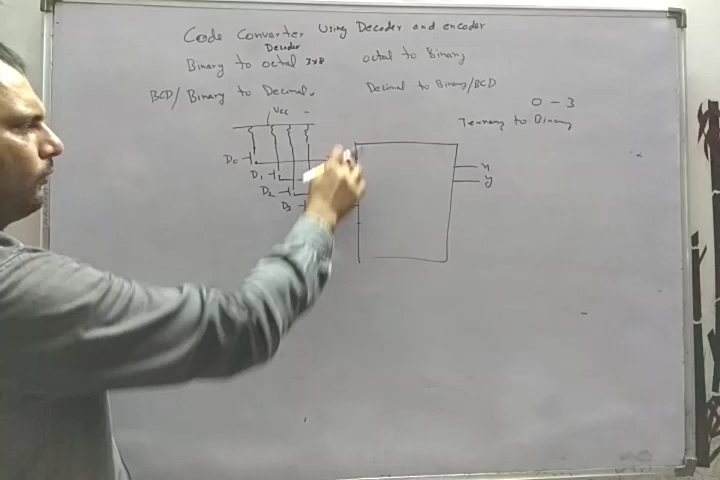 Code Converter Using Decoder and encoder
Decoder
Binary to octal 3x8 octal to Binary
BCD/Binary to Decimal. Decimal to Binary/BCD
0 - 3
Ternary to Binary
Vcc
D0
D1
D2
D3
x
y